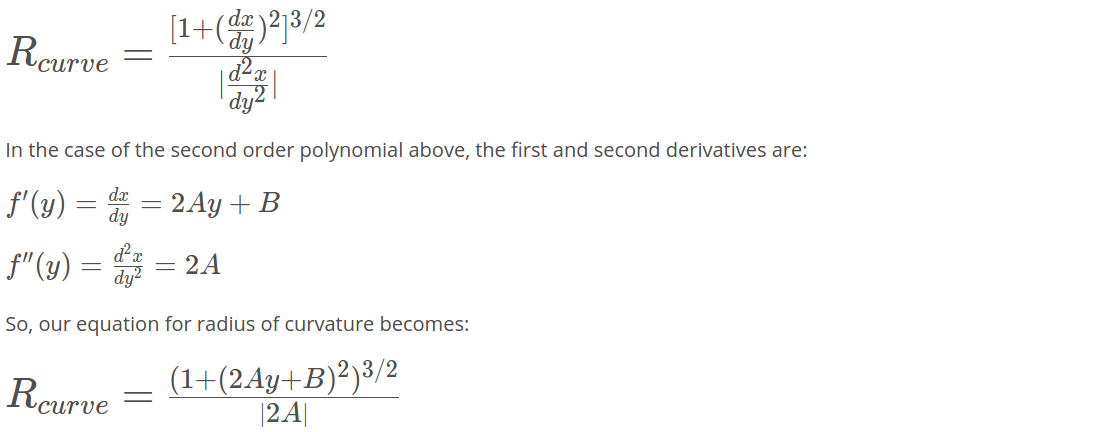 $R_{curve} = \frac{[1+(\frac{dx}{dy})^2]^{3/2}}{|\frac{d^2x}{dy^2}|}$
In the case of the second order polynomial above, the first and second derivatives are:
$f'(y) = \frac{dx}{dy} = 2Ay + B$
$f''(y) = \frac{d^2x}{dy^2} = 2A$
So, our equation for radius of curvature becomes:
$R_{curve} = \frac{(1+(2Ay+B)^2)^{3/2}}{|2A|}$